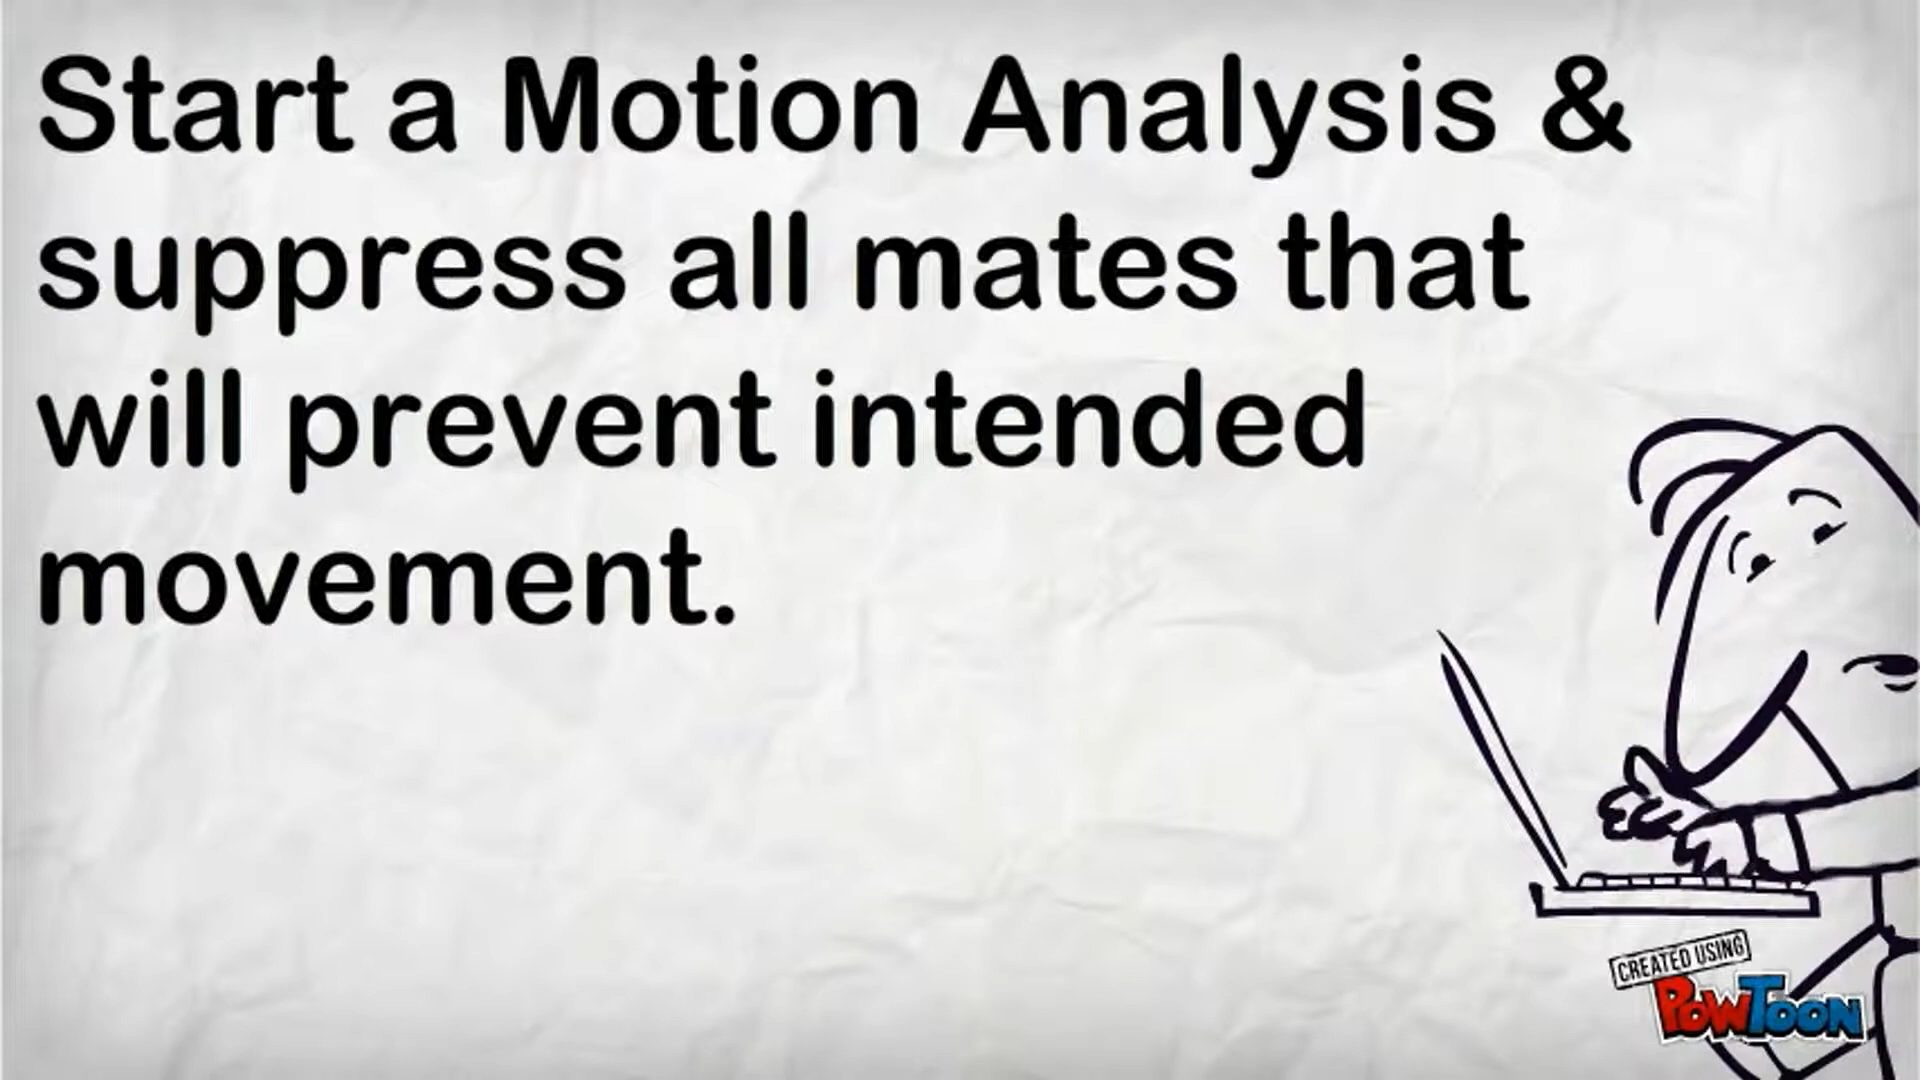 Start a Motion Analysis &
suppress all mates that
will prevent intended
movement.
CREATED USING
POWTOON